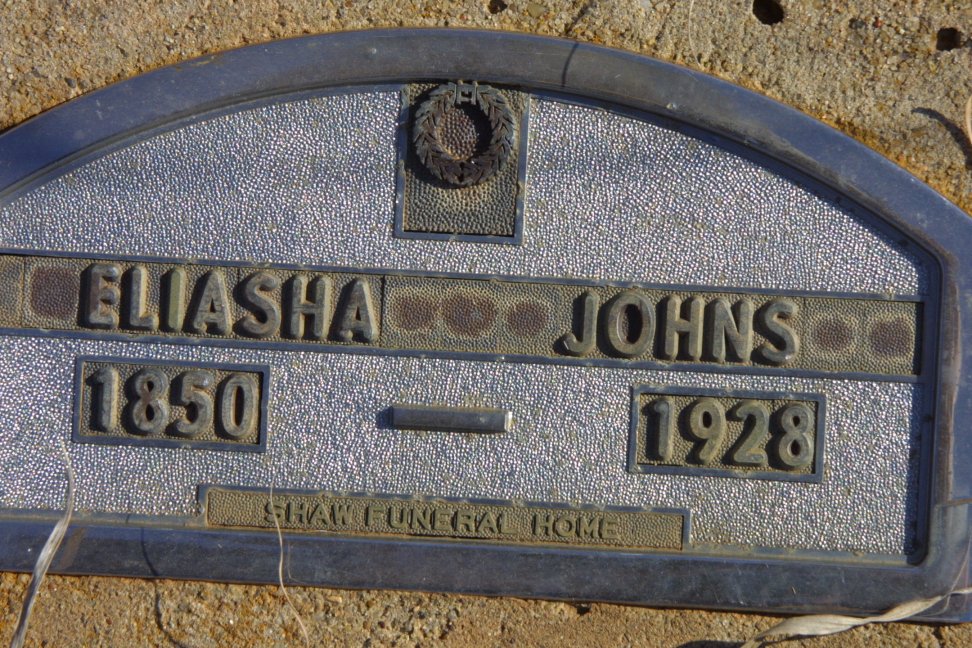 ELIASHA JOHNS
1850 — 1928
SHAW FUNERAL HOME